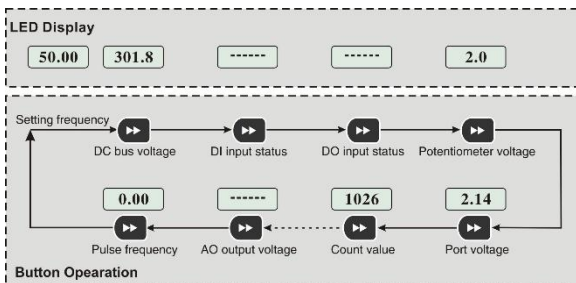 LED Display
50.00 301.8 ------ ------ 2.0
Setting frequency
DC bus voltage DI input status DO input status Potentiometer voltage
0.00 ------ 1026 2.14
Pulse frequency AO output voltage Count value Port voltage
Button Opearation